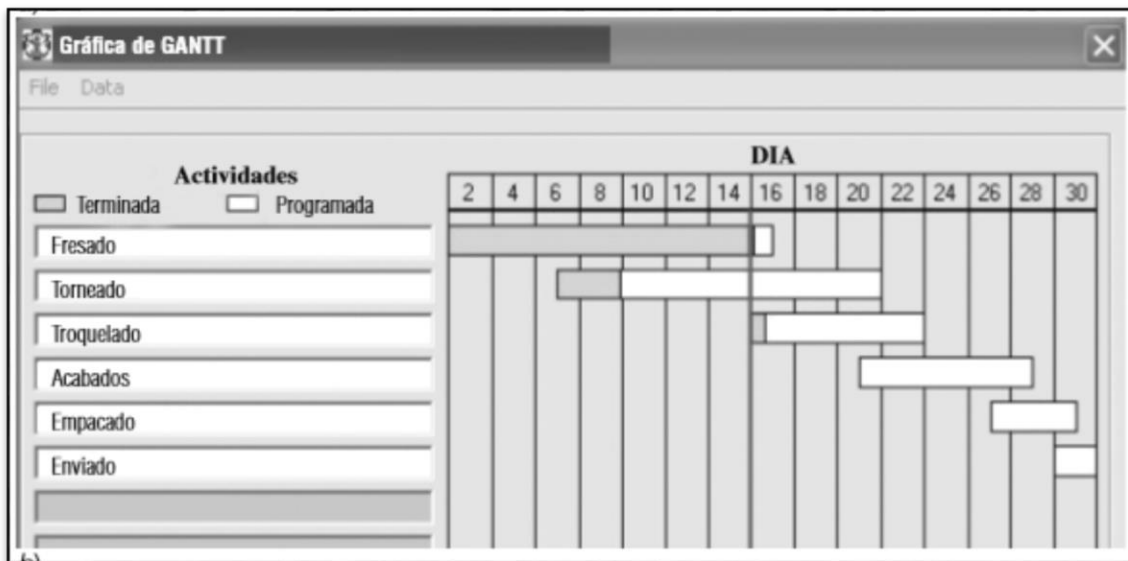 Gráfica de GANTT
File Data
DIA
Actividades
Terminada Programada
2 4 6 8 10 12 14 16 18 20 22 24 26 28 30
Fresado
Torneado
Troquelado
Acabados
Empacado
Enviado